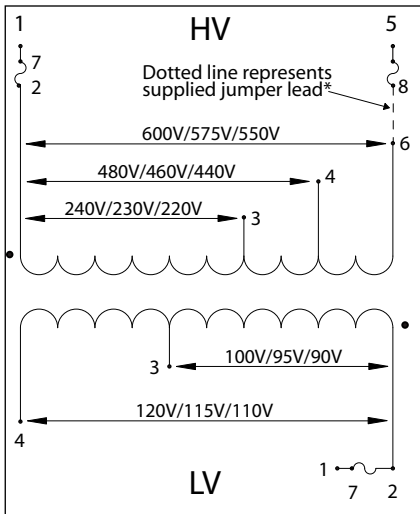 1 HV 5
7
2
8
Dotted line represents
supplied jumper lead*
600V/575V/550V
6
480V/460V/440V
4
240V/230V/220V
3
3
100V/95V/90V
120V/115V/110V
4
LV
1
7
2